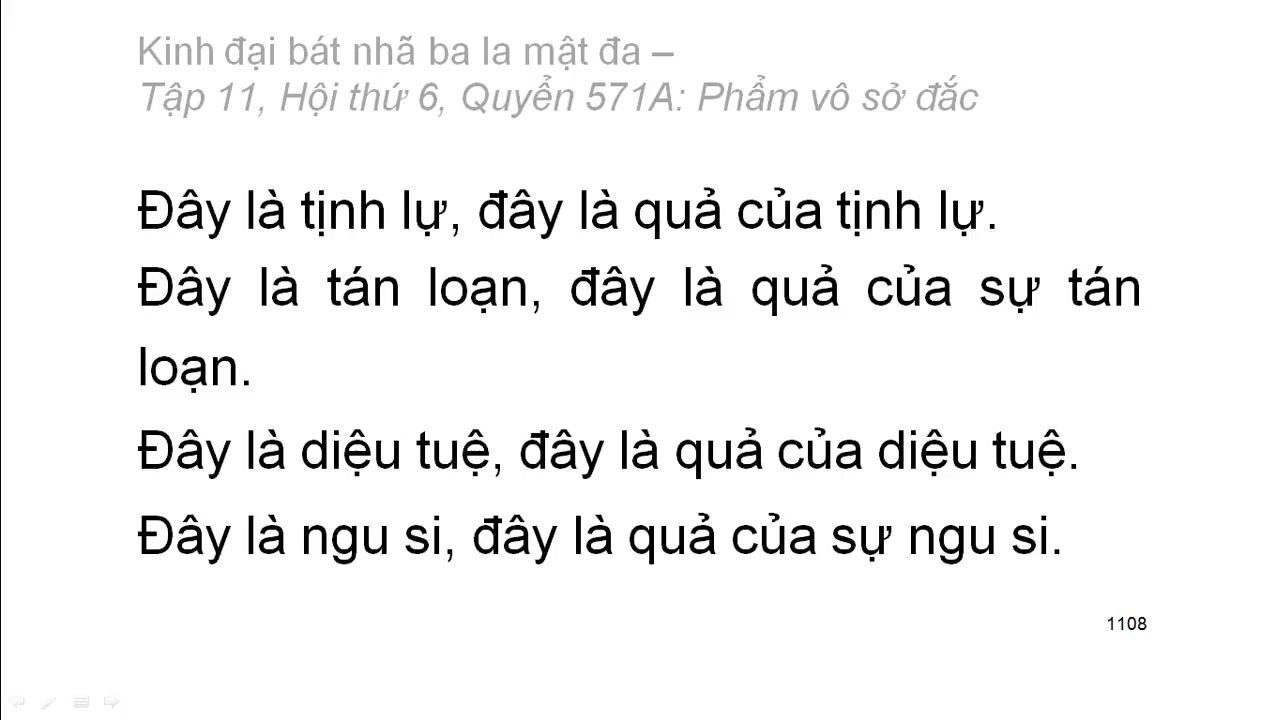 Kinh đại bát nhã ba la mật đa –
Tập 11, Hội thứ 6, Quyển 571A: Phẩm vô sở đắc
Đây là tịnh lự, đây là quả của tịnh lự.
Đây là tán loạn, đây là quả của sự tán
loạn.
Đây là diệu tuệ, đây là quả của diệu tuệ.
Đây là ngu si, đây là quả của sự ngu si.
1108